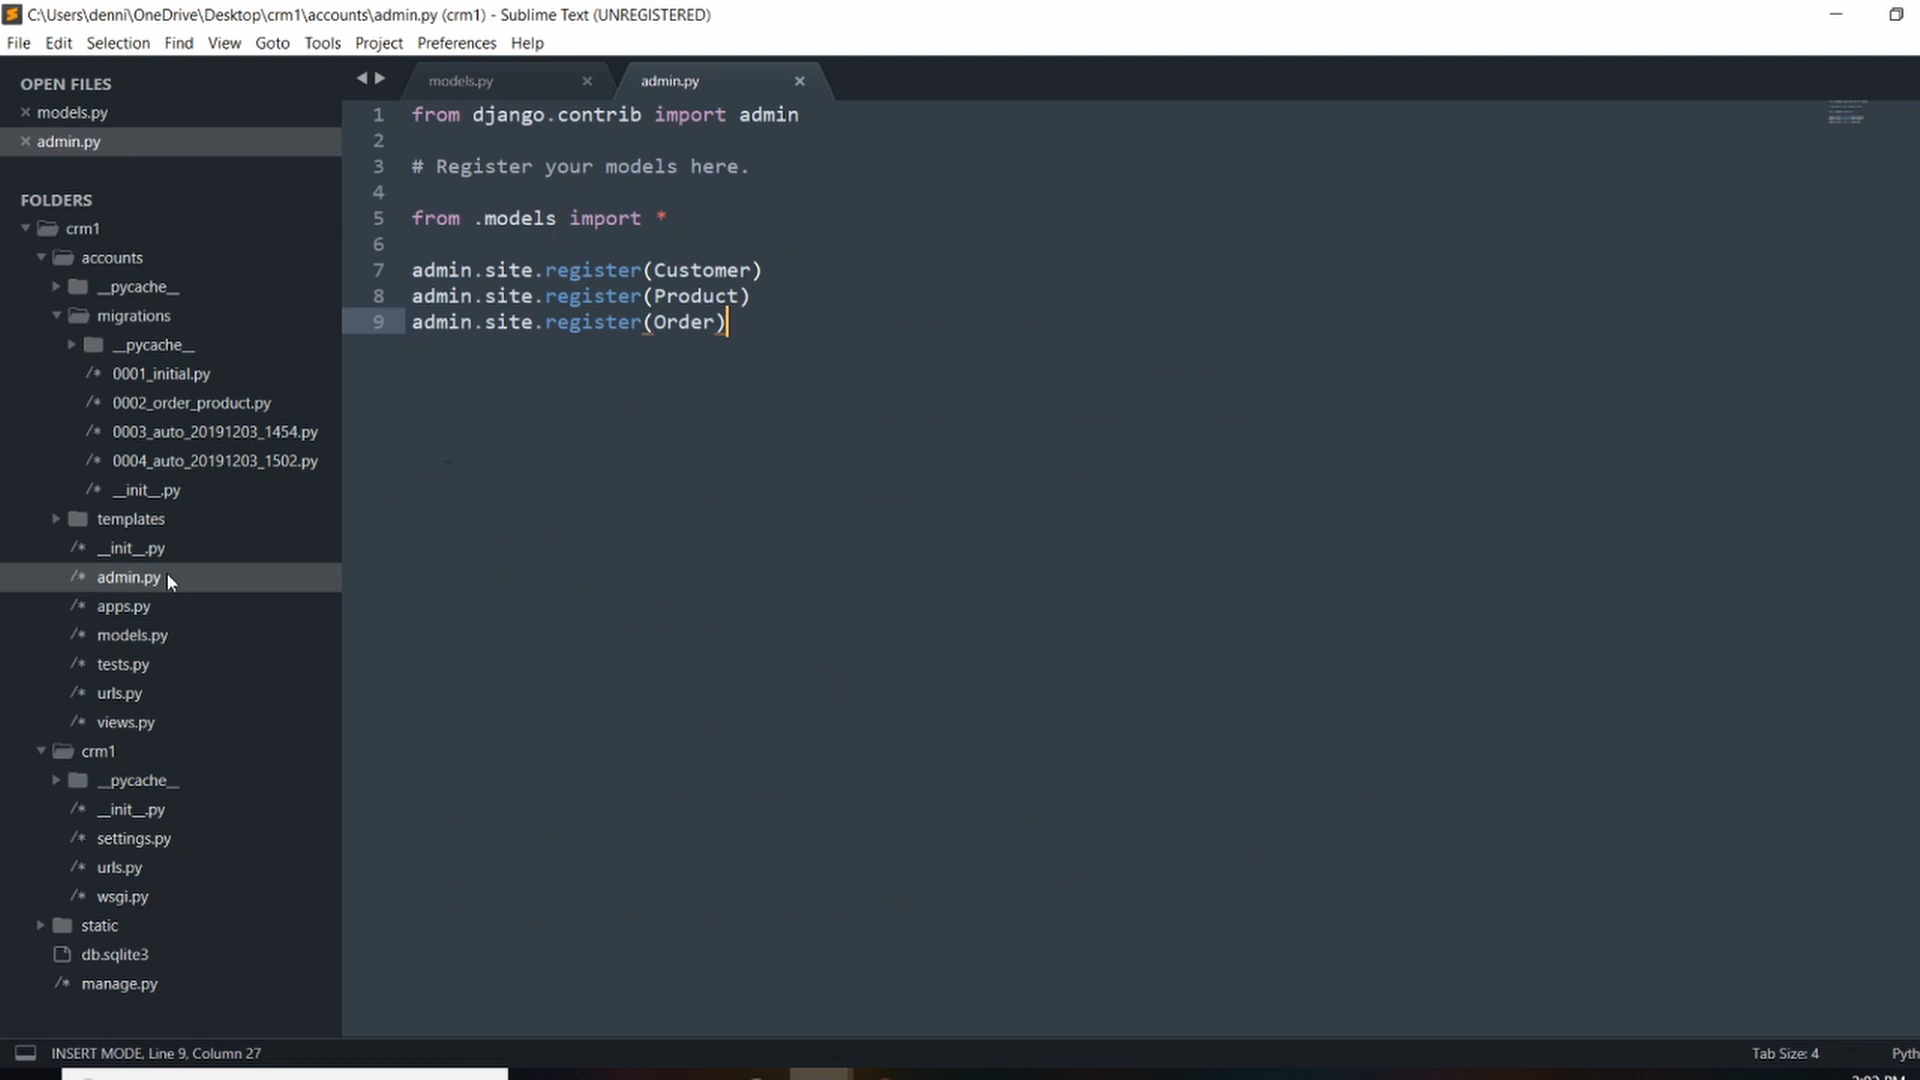 C:\Users\denni\OneDrive\Desktop\crm1\accounts\admin.py (crm1) - Sublime Text (UNREGISTERED)
File Edit Selection Find View Goto Tools Project Preferences Help
OPEN FILES
models.py
admin.py
FOLDERS
crm1
accounts
__pycache__
migrations
__pycache__
/* 0001_initial.py
/* 0002_order_product.py
/* 0003_auto_20191203_1454.py
/* 0004_auto_20191203_1502.py
/* __init__.py
templates
/* __init__.py
/* admin.py
/* apps.py
/* models.py
/* tests.py
/* urls.py
/* views.py
crm1
__pycache__
/* __init__.py
/* settings.py
/* urls.py
/* wsgi.py
static
db.sqlite3
/* manage.py
models.py admin.py
1 from django.contrib import admin
2
3 # Register your models here.
4
5 from .models import *
6
7 admin.site.register(Customer)
8 admin.site.register(Product)
9 admin.site.register(Order)
INSERT MODE, Line 9, Column 27 Tab Size: 4 Pyth